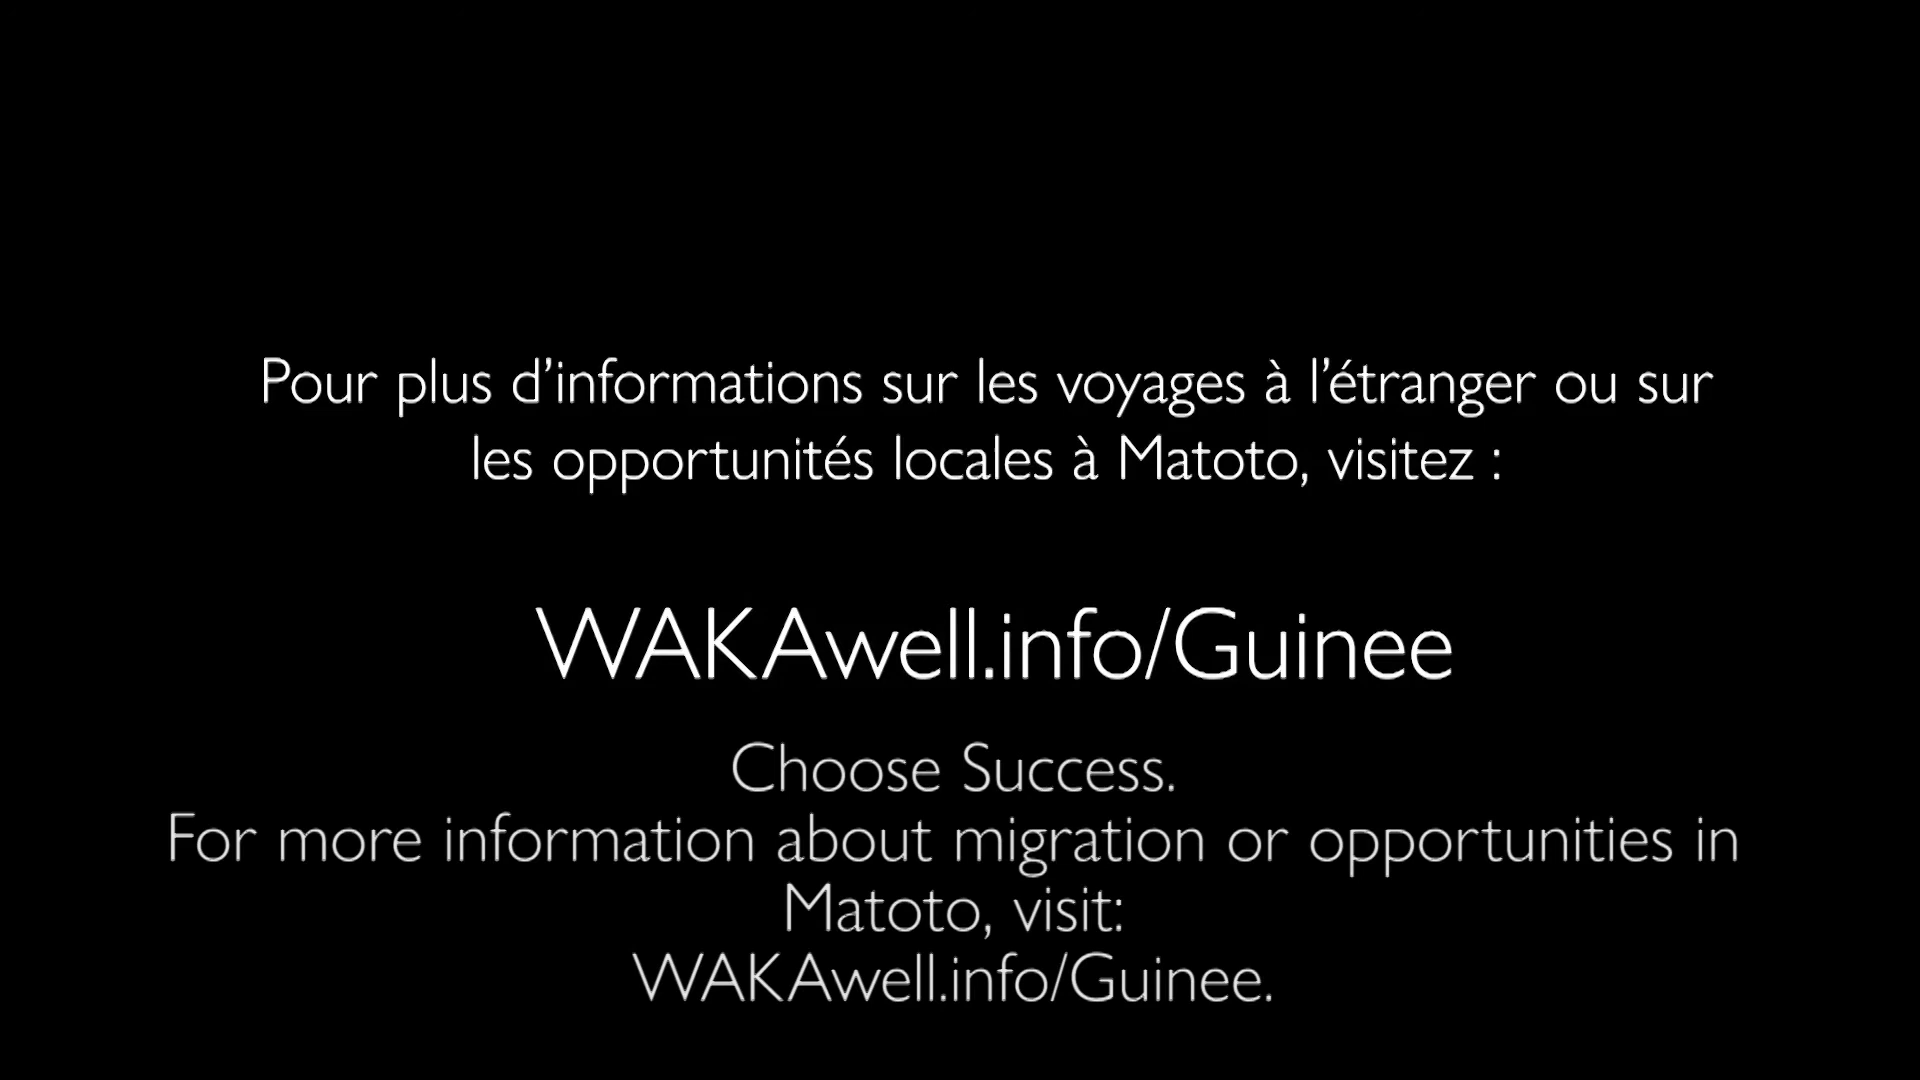 Pour plus d’informations sur les voyages à l’étranger ou sur
les opportunités locales à Matoto, visitez :
WAKAwell.info/Guinee
Choose Success.
For more information about migration or opportunities in
Matoto, visit:
WAKAwell.info/Guinee.